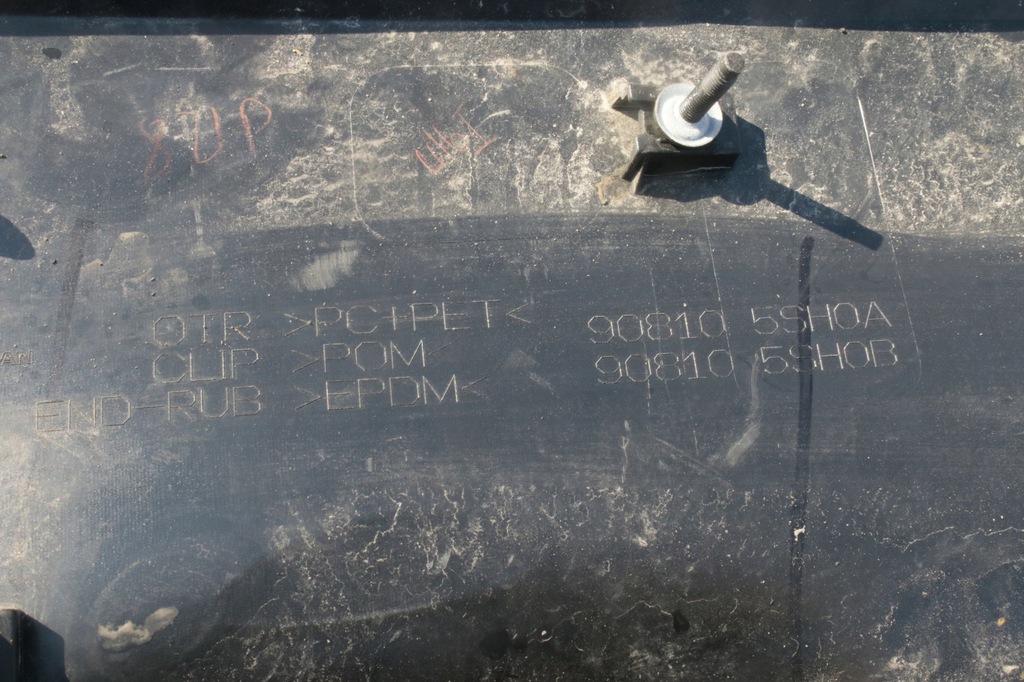 OTR >PC+PET< 90810 5SH0A
CLIP >POM< 90810 5SH0B
END-RUB >EPDM<